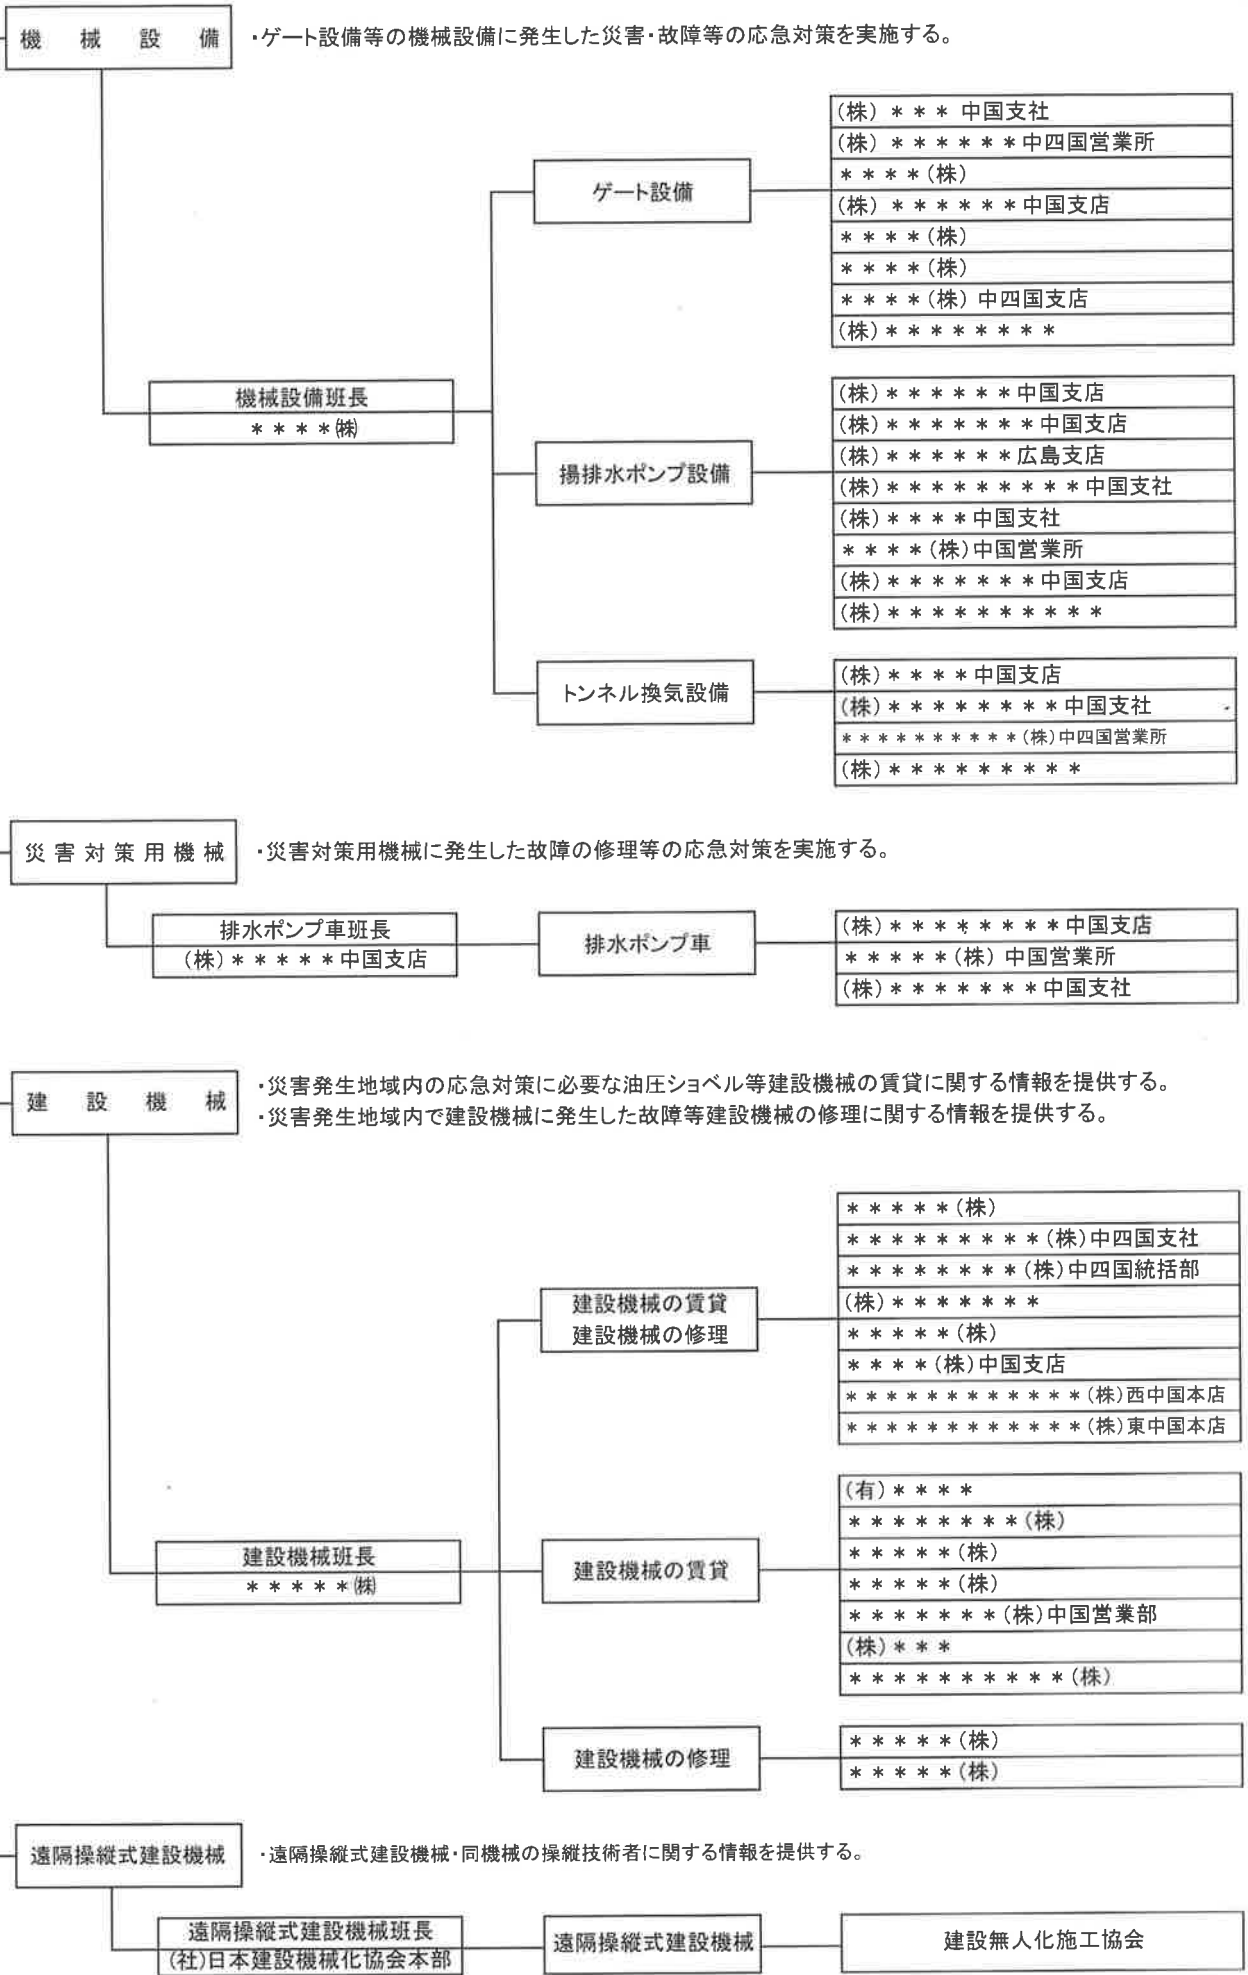 機械設備
・ゲート設備等の機械設備に発生した災害・故障等の応急対策を実施する。
機械設備班長
＊＊＊＊㈱
ゲート設備
(株)＊＊＊ 中国支社
(株)＊＊＊＊＊＊中四国営業所
＊＊＊＊(株)
(株)＊＊＊＊＊＊中国支店
＊＊＊＊(株)
＊＊＊＊(株)
＊＊＊＊(株) 中四国支店
(株)＊＊＊＊＊＊＊＊
揚排水ポンプ設備
(株)＊＊＊＊＊＊中国支店
(株)＊＊＊＊＊＊＊中国支店
(株)＊＊＊＊＊＊広島支店
(株)＊＊＊＊＊＊＊＊＊中国支社
(株)＊＊＊＊中国支社
＊＊＊＊(株)中国営業所
(株)＊＊＊＊＊＊＊中国支店
(株)＊＊＊＊＊＊＊＊＊＊
トンネル換気設備
(株)＊＊＊＊中国支店
(株)＊＊＊＊＊＊＊＊中国支社
＊＊＊＊＊＊＊＊＊＊(株)中四国営業所
(株)＊＊＊＊＊＊＊＊＊
災害対策用機械
・災害対策用機械に発生した故障の修理等の応急対策を実施する。
排水ポンプ車班長
(株)＊＊＊＊＊中国支店
排水ポンプ車
(株)＊＊＊＊＊＊＊＊中国支店
＊＊＊＊＊(株) 中国営業所
(株)＊＊＊＊＊＊＊中国支社
建設機械
・災害発生地域内の応急対策に必要な油圧ショベル等建設機械の賃貸に関する情報を提供する。
・災害発生地域内で建設機械に発生した故障等建設機械の修理に関する情報を提供する。
建設機械班長
＊＊＊＊＊㈱
建設機械の賃貸
建設機械の修理
＊＊＊＊＊(株)
＊＊＊＊＊＊＊＊＊(株)中四国支社
＊＊＊＊＊＊＊＊(株)中四国統括部
(株)＊＊＊＊＊＊＊
＊＊＊＊＊(株)
＊＊＊＊(株)中国支店
＊＊＊＊＊＊＊＊＊＊＊＊(株)西中国本店
＊＊＊＊＊＊＊＊＊＊＊＊(株)東中国本店
建設機械の賃貸
(有)＊＊＊＊
＊＊＊＊＊＊＊＊(株)
＊＊＊＊＊(株)
＊＊＊＊＊(株)
＊＊＊＊＊＊＊(株)中国営業部
(株)＊＊＊
＊＊＊＊＊＊＊＊＊＊(株)
建設機械の修理
＊＊＊＊＊(株)
＊＊＊＊＊(株)
遠隔操縦式建設機械
・遠隔操縦式建設機械・同機械の操縦技術者に関する情報を提供する。
遠隔操縦式建設機械班長
(社)日本建設機械化協会本部
遠隔操縦式建設機械
建設無人化施工協会